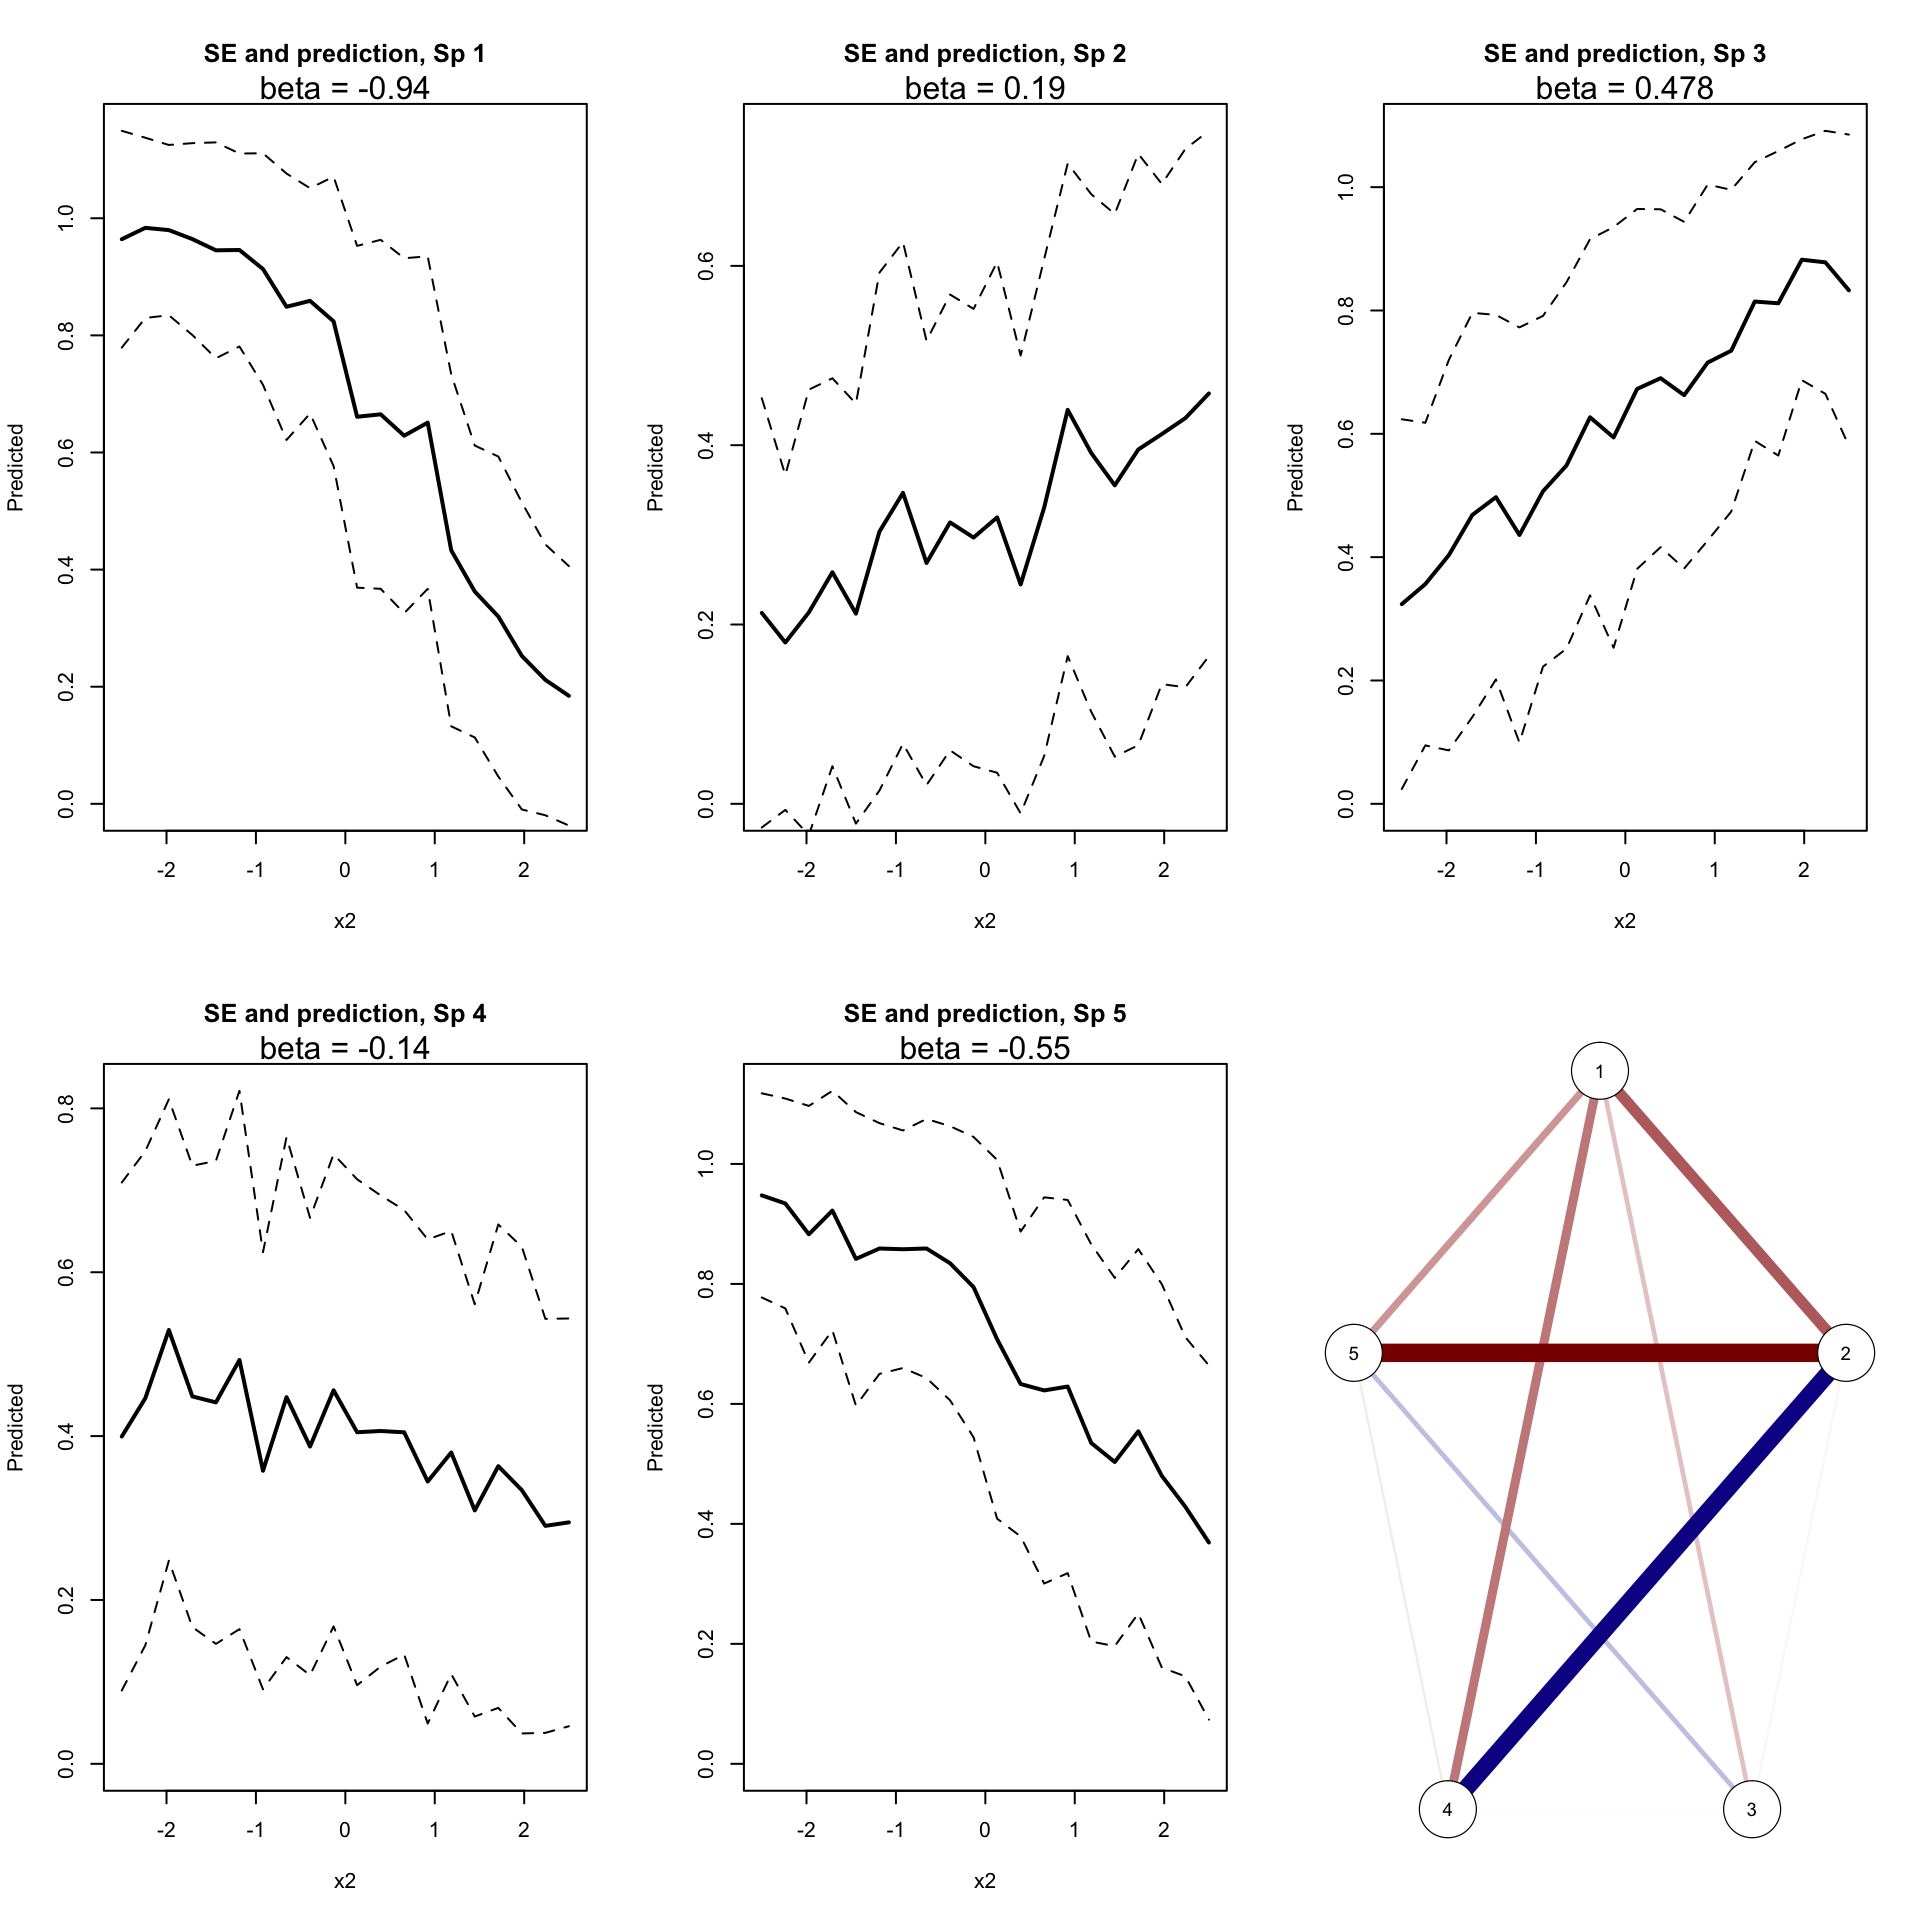 SE and prediction, Sp 1
beta = -0.94
Predicted
1.0
0.8
0.6
0.4
0.2
0.0
-2 -1 0 1 2
x2
SE and prediction, Sp 2
beta = 0.19
Predicted
0.6
0.4
0.2
0.0
-2 -1 0 1 2
x2
SE and prediction, Sp 3
beta = 0.478
Predicted
1.0
0.8
0.6
0.4
0.2
0.0
-2 -1 0 1 2
x2
SE and prediction, Sp 4
beta = -0.14
Predicted
0.8
0.6
0.4
0.2
0.0
-2 -1 0 1 2
x2
SE and prediction, Sp 5
beta = -0.55
Predicted
1.0
0.8
0.6
0.4
0.2
0.0
-2 -1 0 1 2
x2
1
5 2
4 3